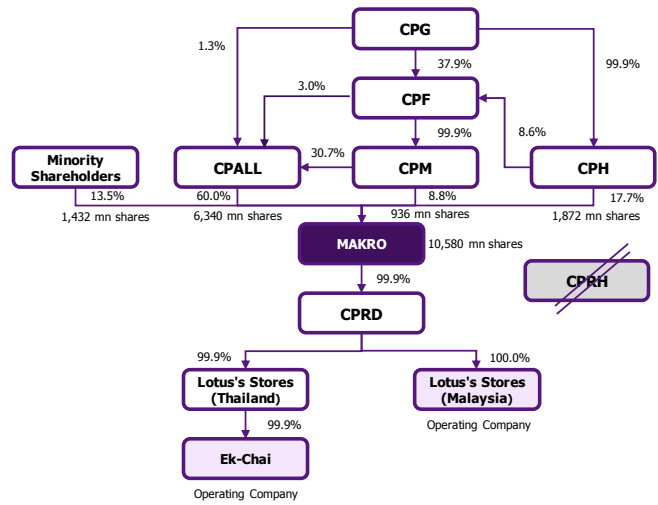 CPG
1.3%
37.9%
99.9%
3.0%
CPF
99.9%
8.6%
30.7%
Minority
Shareholders
CPALL
CPM
CPH
13.5%
60.0%
8.8%
17.7%
1,432 mn shares
6,340 mn shares
936 mn shares
1,872 mn shares
MAKRO
10,580 mn shares
99.9%
CPRH
CPRD
99.9%
100.0%
Lotus's Stores
(Thailand)
Lotus's Stores
(Malaysia)
99.9%
Operating Company
Ek-Chai
Operating Company